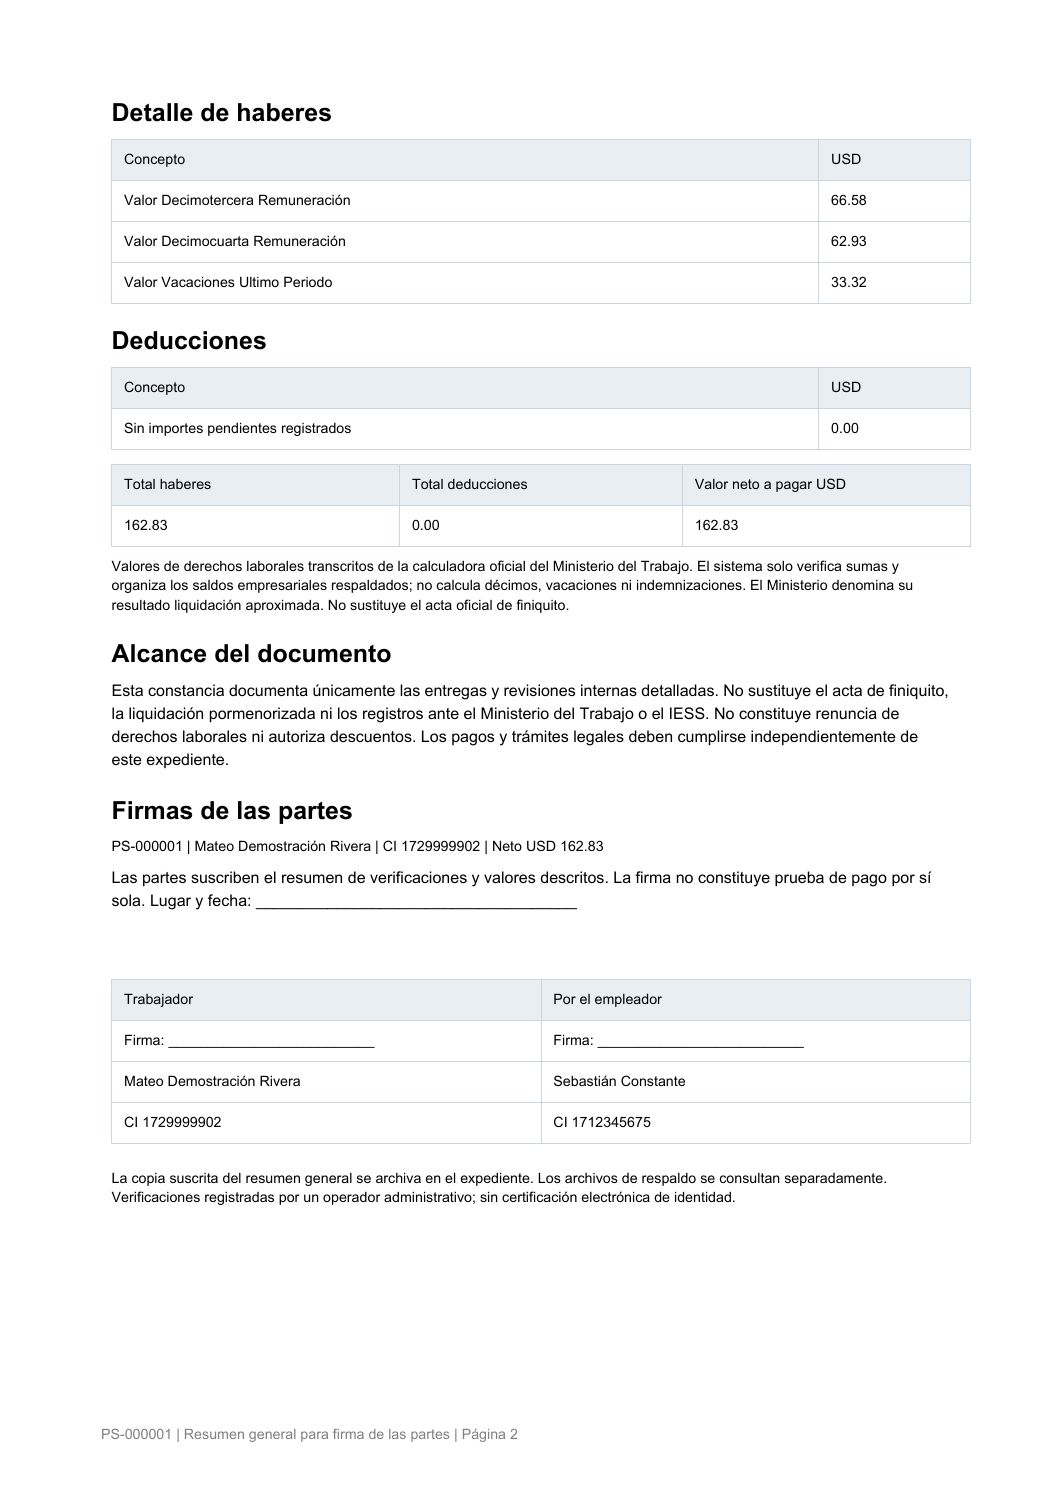 Detalle de haberes
Concepto USD
Valor Decimotercera Remuneración 66.58
Valor Decimocuarta Remuneración 62.93
Valor Vacaciones Ultimo Periodo 33.32
Deducciones
Concepto USD
Sin importes pendientes registrados 0.00
Total haberes Total deducciones Valor neto a pagar USD
162.83 0.00 162.83
Valores de derechos laborales transcritos de la calculadora oficial del Ministerio del Trabajo. El sistema solo verifica sumas y
organiza los saldos empresariales respaldados; no calcula décimos, vacaciones ni indemnizaciones. El Ministerio denomina su
resultado liquidación aproximada. No sustituye el acta oficial de finiquito.
Alcance del documento
Esta constancia documenta únicamente las entregas y revisiones internas detalladas. No sustituye el acta de finiquito,
la liquidación pormenorizada ni los registros ante el Ministerio del Trabajo o el IESS. No constituye renuncia de
derechos laborales ni autoriza descuentos. Los pagos y trámites legales deben cumplirse independientemente de
este expediente.
Firmas de las partes
PS-000001 | Mateo Demostración Rivera | CI 1729999902 | Neto USD 162.83
Las partes suscriben el resumen de verificaciones y valores descritos. La firma no constituye prueba de pago por sí
sola. Lugar y fecha: ____________________________________
Trabajador Por el empleador
Firma: __________________________ Firma: __________________________
Mateo Demostración Rivera Sebastián Constante
CI 1729999902 CI 1712345675
La copia suscrita del resumen general se archiva en el expediente. Los archivos de respaldo se consultan separadamente.
Verificaciones registradas por un operador administrativo; sin certificación electrónica de identidad.
PS-000001 | Resumen general para firma de las partes | Página 2